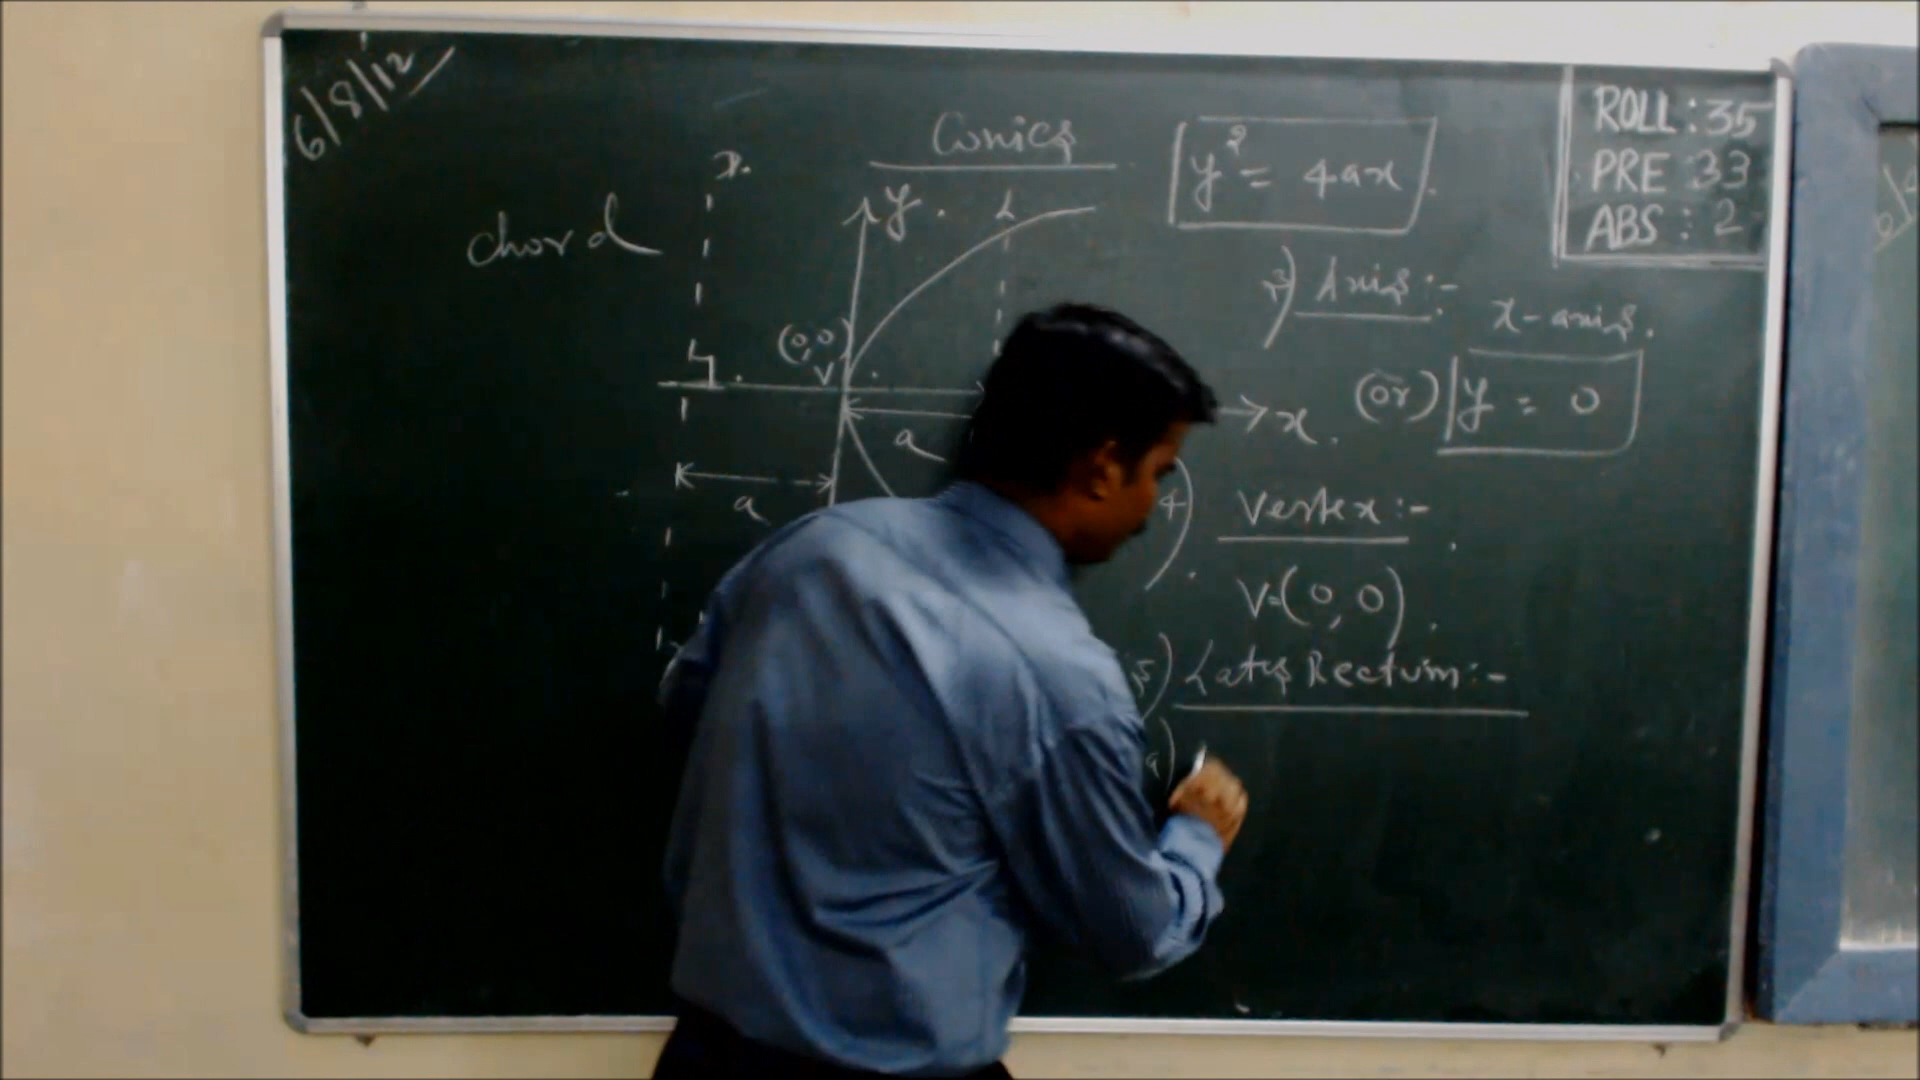 6/8/12
Conics
y² = 4ax
ROLL : 35
PRE : 33
ABS : 2
chord
y
L
(0,0)
V
a
x
a
3) Axis :-
x-axis.
(or) y = 0
4) Vertex :-
V=(0,0).
5) Latus Rectum :-
a)